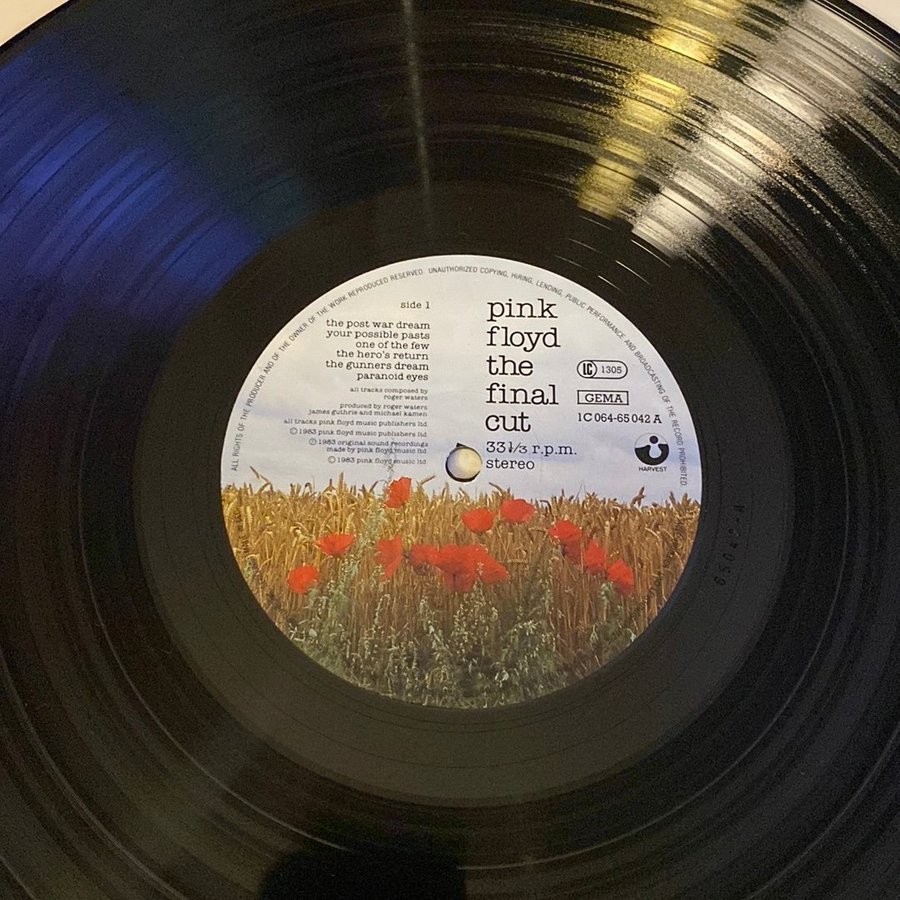 ALL RIGHTS OF THE PRODUCER AND OF THE OWNER OF THE WORK REPRODUCED RESERVED. UNAUTHORIZED COPYING, HIRING, LENDING, PUBLIC PERFORMANCE AND BROADCASTING OF THE RECORD PROHIBITED.
side 1
the post war dream
your possible pasts
one of the few
the hero's return
the gunners dream
paranoid eyes
all tracks composed by
roger waters
produced by roger waters
james guthrie and michael kamen
all tracks pink floyd music publishers ltd
©1983 pink floyd music publishers ltd
℗1983 original sound recordings
made by pink floyd music ltd
©1983 pink floyd music ltd
pink
floyd
the
final
cut
33 1/3 r.p.m.
stereo
LC 1305
GEMA
1C 064-65 042 A
HARVEST